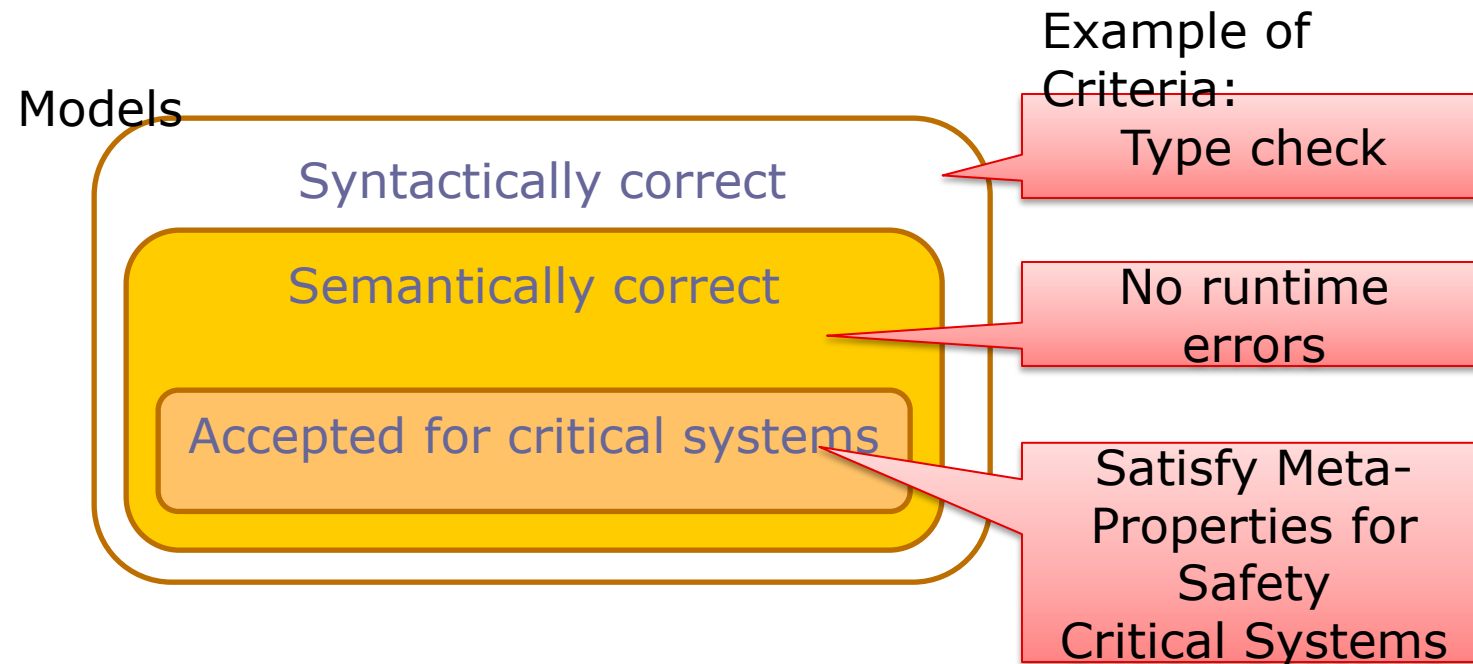 Example of
Criteria:
Models
Type check
Syntactically correct
Semantically correct
No runtime
errors
Accepted for critical systems
Satisfy Meta-
Properties for
Safety
Critical Systems